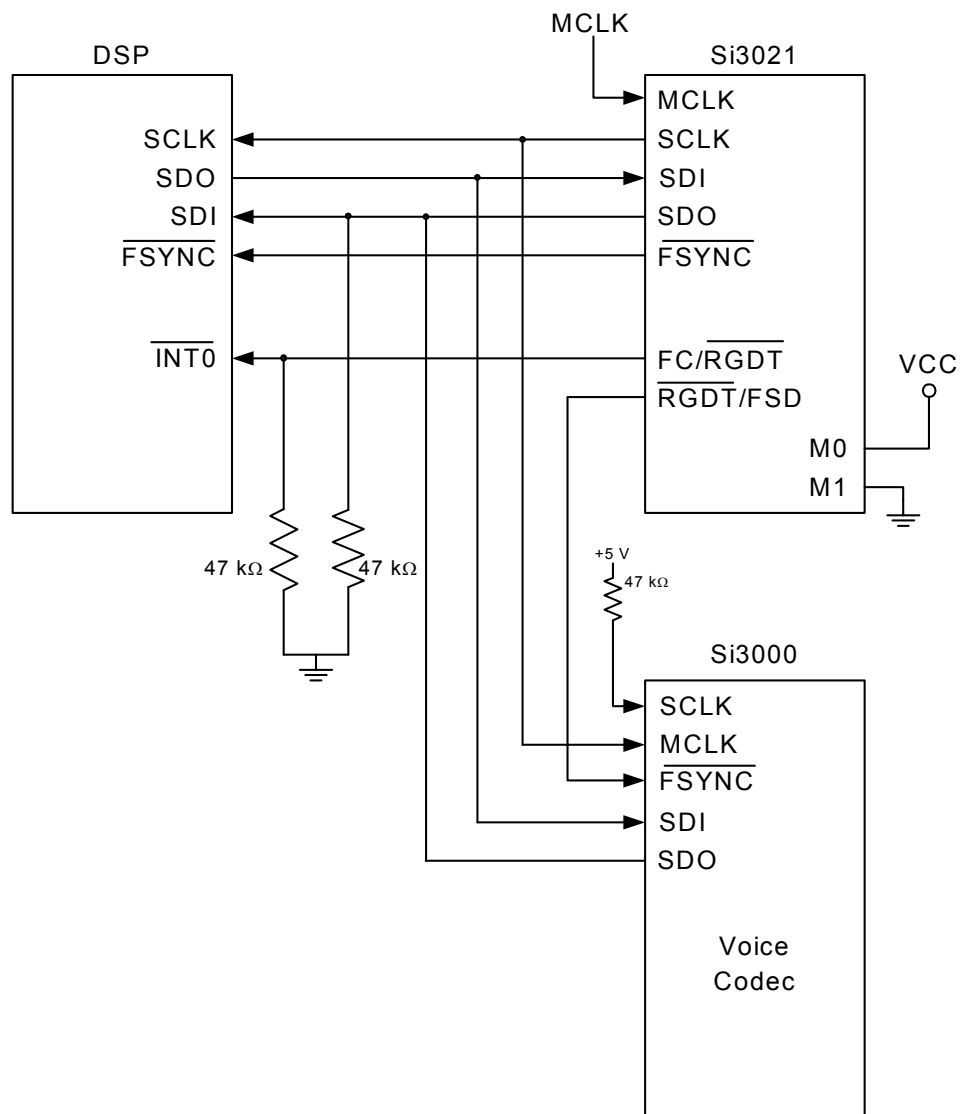 MCLK
DSP
Si3021
MCLK
SCLK
SCLK
SDO
SDI
SDI
SDO
FSYNC
FSYNC
INT0
FC/RGDT
VCC
RGDT/FSD
M0
M1
47 kΩ
47 kΩ
+5 V
47 kΩ
Si3000
SCLK
MCLK
FSYNC
SDI
SDO
Voice
Codec